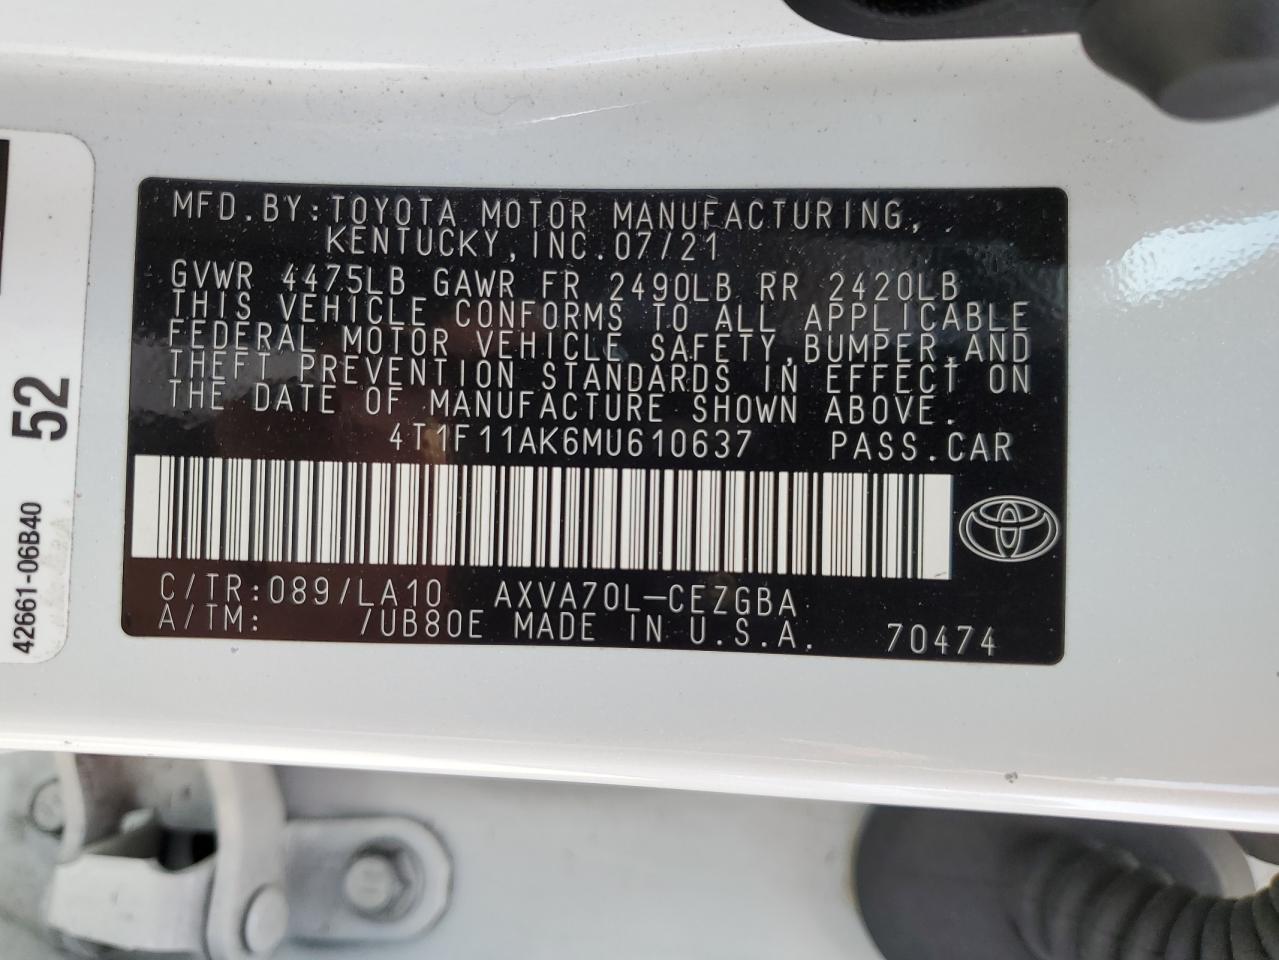 MFD.BY:TOYOTA MOTOR MANUFACTURING,
KENTUCKY,INC.07/21
GVWR 4475LB GAWR FR 2490LB RR 2420LB
THIS VEHICLE CONFORMS TO ALL APPLICABLE
FEDERAL MOTOR VEHICLE SAFETY,BUMPER,AND
THEFT PREVENTION STANDARDS IN EFFECT ON
THE DATE OF MANUFACTURE SHOWN ABOVE.
4T1F11AK6MU610637 PASS.CAR
C/TR:089/LA10 AXVA70L-CEZGBA
A/TM: /UB80E MADE IN U.S.A. 70474
52
42661-06B40